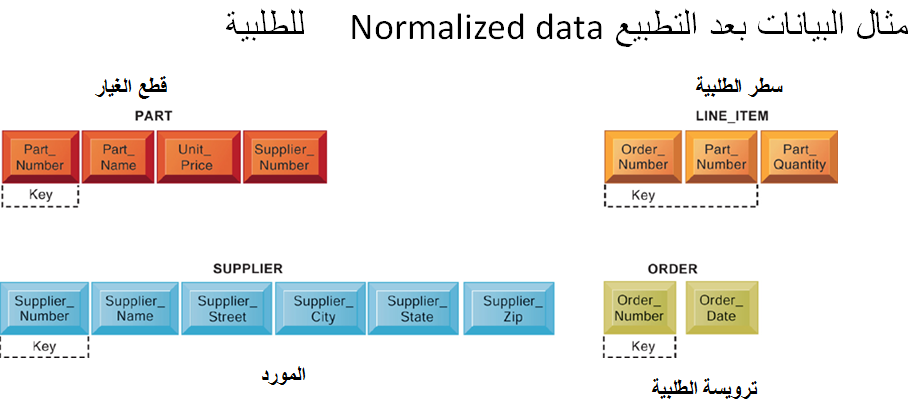 مثال البيانات بعد التطبيع Normalized data للطلبية
قطع الغيار
PART
Part_
Number
Part_
Name
Unit_
Price
Supplier_
Number
Key
سطر الطلبية
LINE_ITEM
Order_
Number
Part_
Number
Part_
Quantity
Key
SUPPLIER
Supplier_
Number
Supplier_
Name
Supplier_
Street
Supplier_
City
Supplier_
State
Supplier_
Zip
Key
المورد
ORDER
Order_
Number
Order_
Date
Key
ترويسة الطلبية